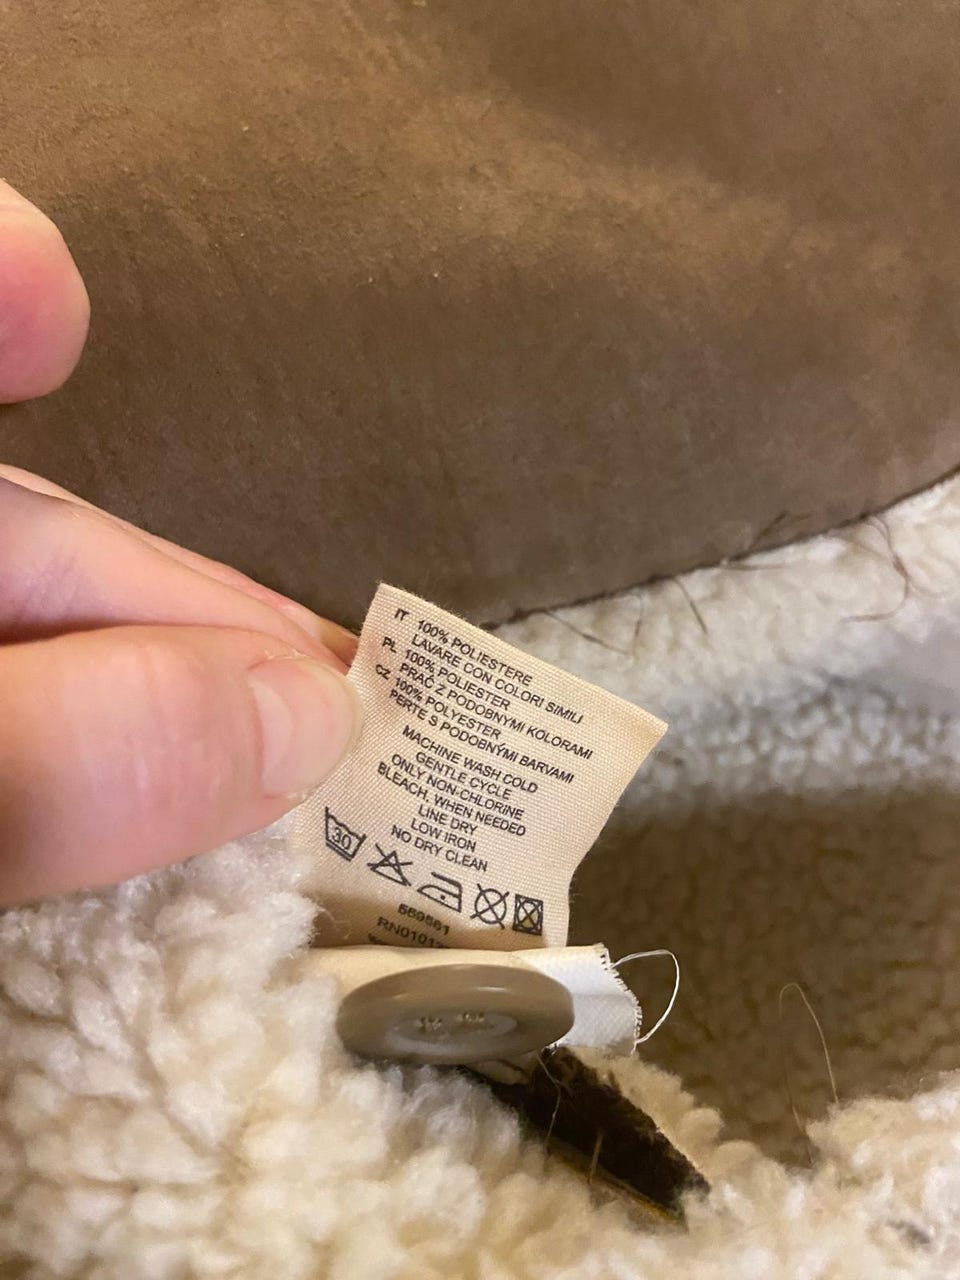 IT 100% POLIESTERE
LAVARE CON COLORI SIMILI
PL 100% POLIESTER
PRAĆ Z PODOBNYMI KOLORAMI
CZ 100% POLYESTER
PERTE S PODOBNÝMI BARVAMI
MACHINE WASH COLD
GENTLE CYCLE
ONLY NON-CHLORINE
BLEACH, WHEN NEEDED
LINE DRY
LOW IRON
NO DRY CLEAN
30